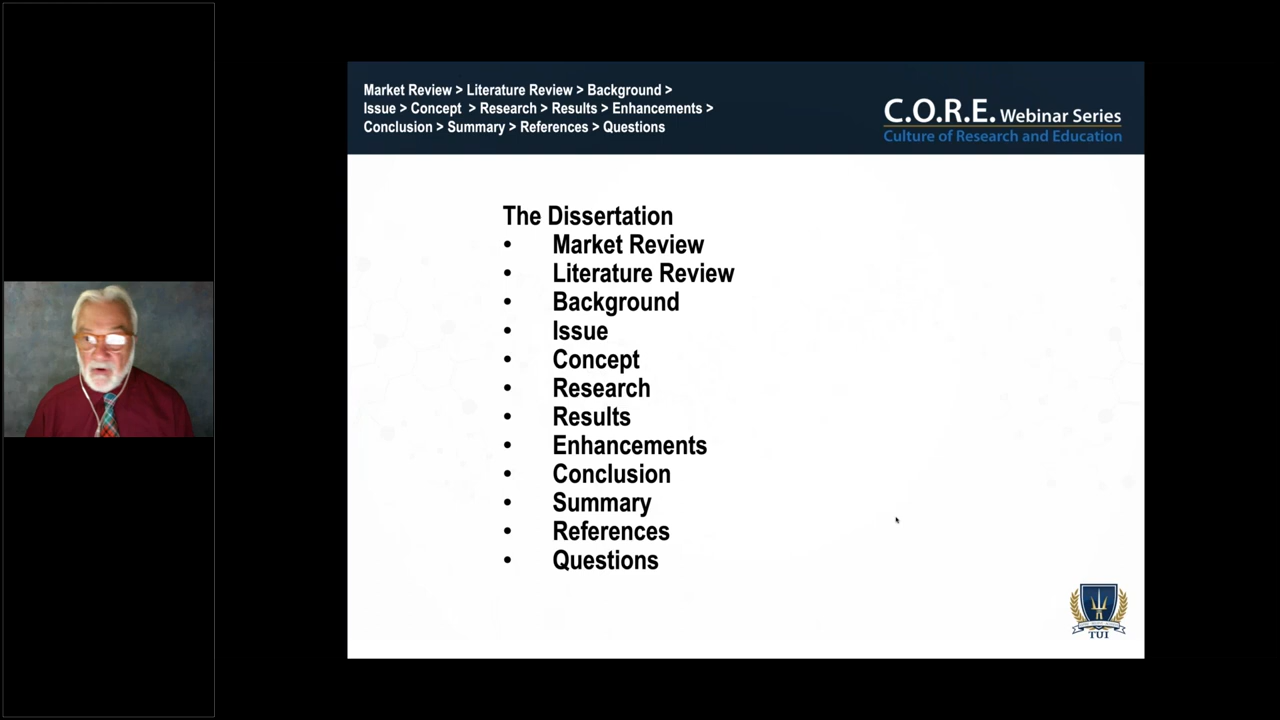 Market Review > Literature Review > Background >
Issue > Concept > Research > Results > Enhancements >
Conclusion > Summary > References > Questions
C.O.R.E. Webinar Series
Culture of Research and Education
The Dissertation
• Market Review
• Literature Review
• Background
• Issue
• Concept
• Research
• Results
• Enhancements
• Conclusion
• Summary
• References
• Questions
TUI